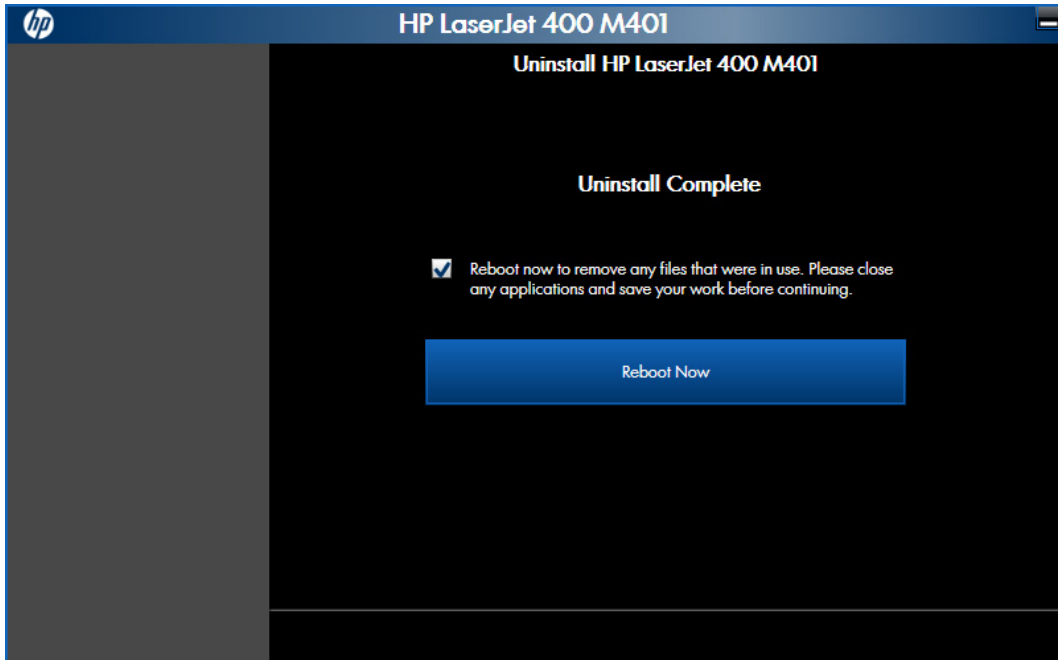 hp
HP LaserJet 400 M401
Uninstall HP LaserJet 400 M401
Uninstall Complete
Reboot now to remove any files that were in use. Please close
any applications and save your work before continuing.
Reboot Now